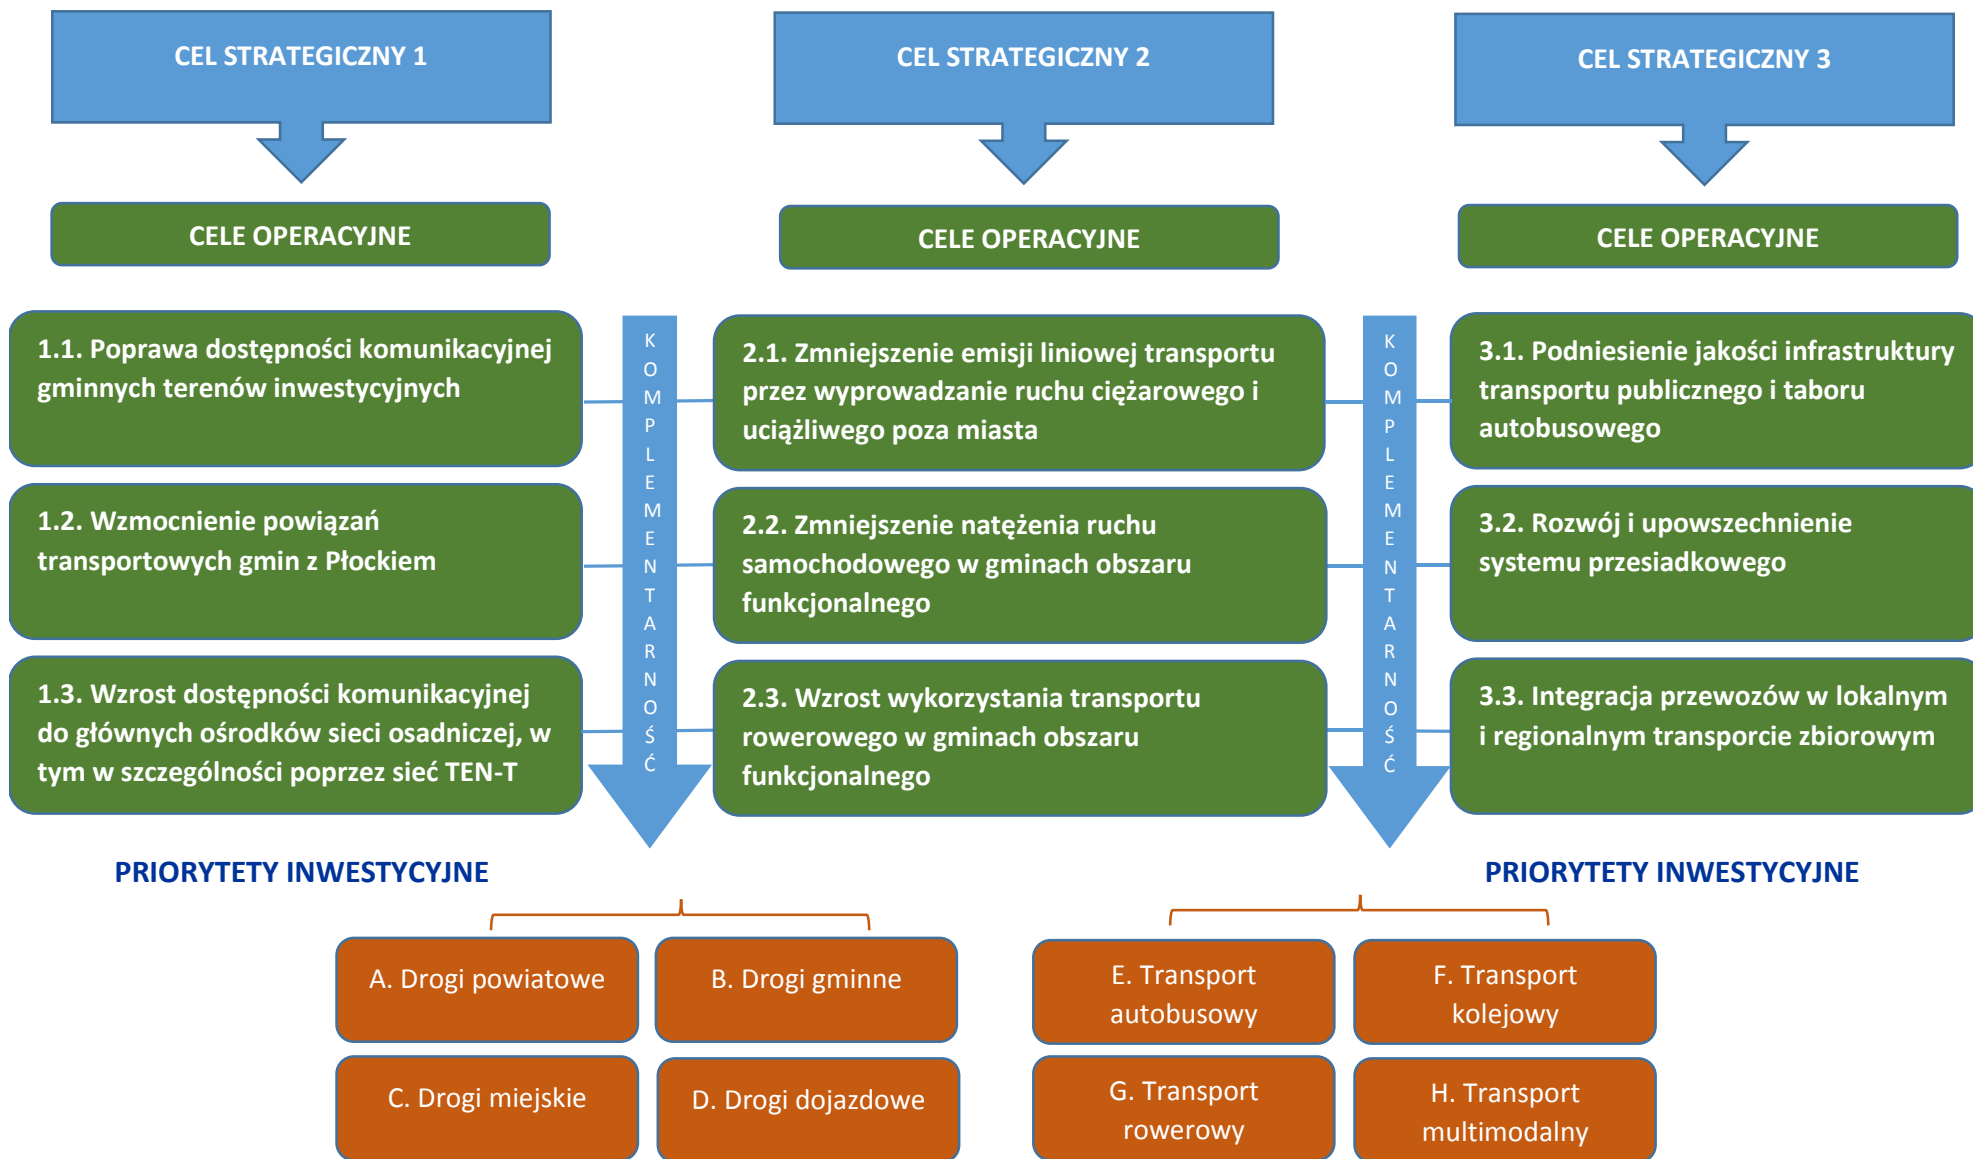 CEL STRATEGICZNY 1
CEL STRATEGICZNY 2
CEL STRATEGICZNY 3
CELE OPERACYJNE
CELE OPERACYJNE
CELE OPERACYJNE
1.1. Poprawa dostępności komunikacyjnej
gminnych terenów inwestycyjnych
1.2. Wzmocnienie powiązań
transportowych gmin z Płockiem
1.3. Wzrost dostępności komunikacyjnej
do głównych ośrodków sieci osadniczej, w
tym w szczególności poprzez sieć TEN-T
KOMPLEMENTARNOŚĆ
2.1. Zmniejszenie emisji liniowej transportu
przez wyprowadzanie ruchu ciężarowego i
uciążliwego poza miasta
2.2. Zmniejszenie natężenia ruchu
samochodowego w gminach obszaru
funkcjonalnego
2.3. Wzrost wykorzystania transportu
rowerowego w gminach obszaru
funkcjonalnego
KOMPLEMENTARNOŚĆ
3.1. Podniesienie jakości infrastruktury
transportu publicznego i taboru
autobusowego
3.2. Rozwój i upowszechnienie
systemu przesiadkowego
3.3. Integracja przewozów w lokalnym
i regionalnym transporcie zbiorowym
PRIORYTETY INWESTYCYJNE
PRIORYTETY INWESTYCYJNE
A. Drogi powiatowe
B. Drogi gminne
C. Drogi miejskie
D. Drogi dojazdowe
E. Transport
autobusowy
F. Transport
kolejowy
G. Transport
rowerowy
H. Transport
multimodalny